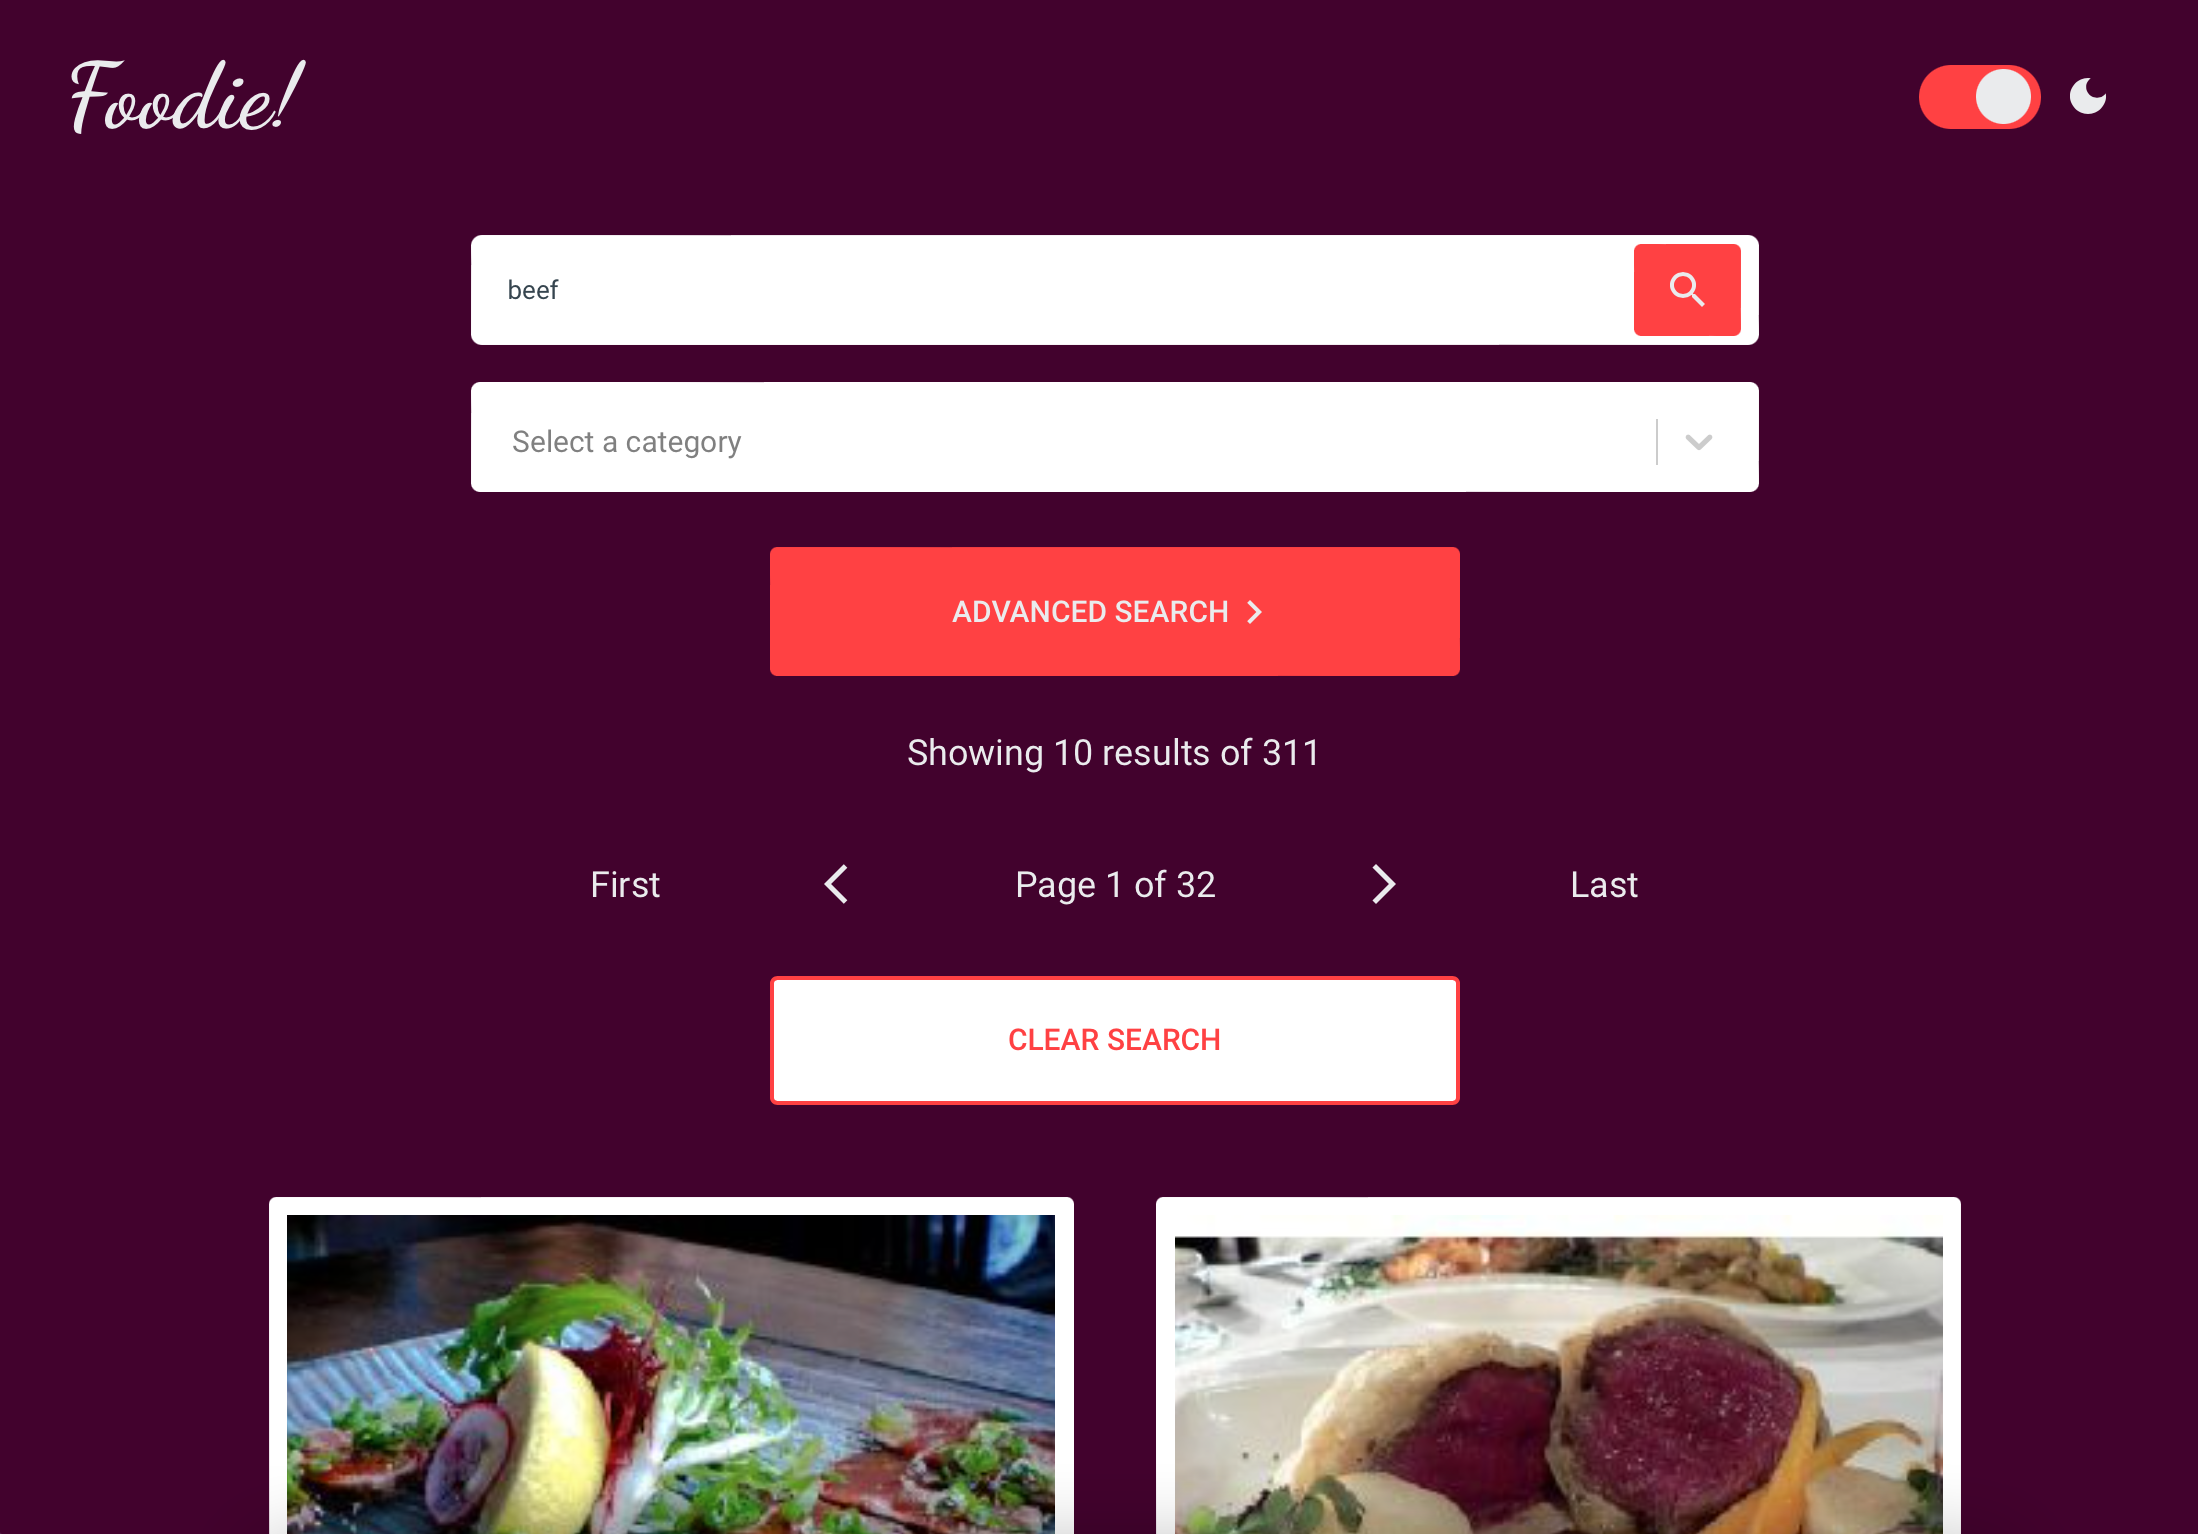 Foodie!
beef
Select a category
ADVANCED SEARCH
Showing 10 results of 311
First
Page 1 of 32
Last
CLEAR SEARCH